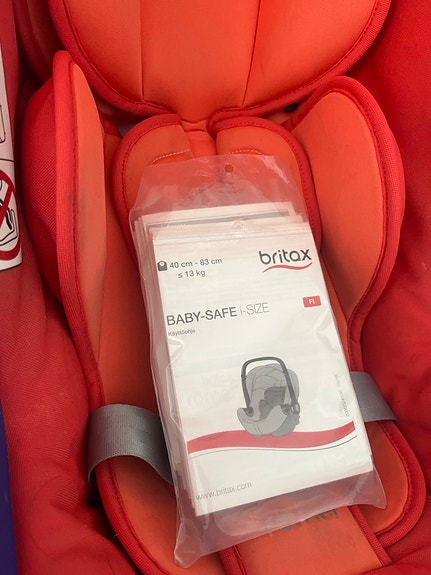 40 cm - 83 cm
≤ 13 kg
britax
BABY-SAFE i-SIZE
FI
Käyttöohje
www.britax.com